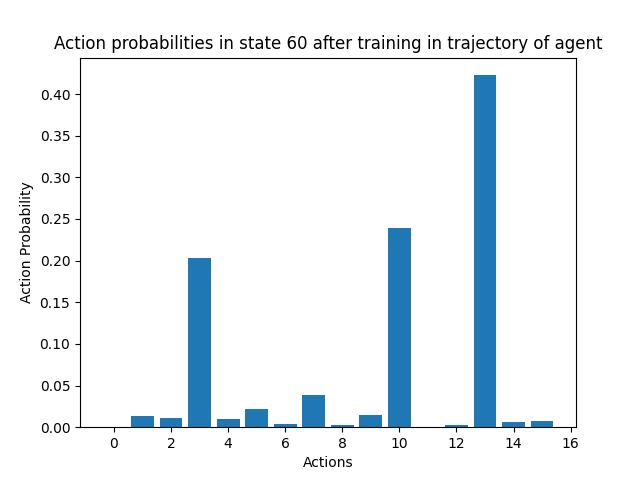 Action probabilities in state 60 after training in trajectory of agent
0.40
0.35
0.30
0.25
0.20
0.15
0.10
0.05
0.00
Action Probability
0 2 4 6 8 10 12 14 16
Actions